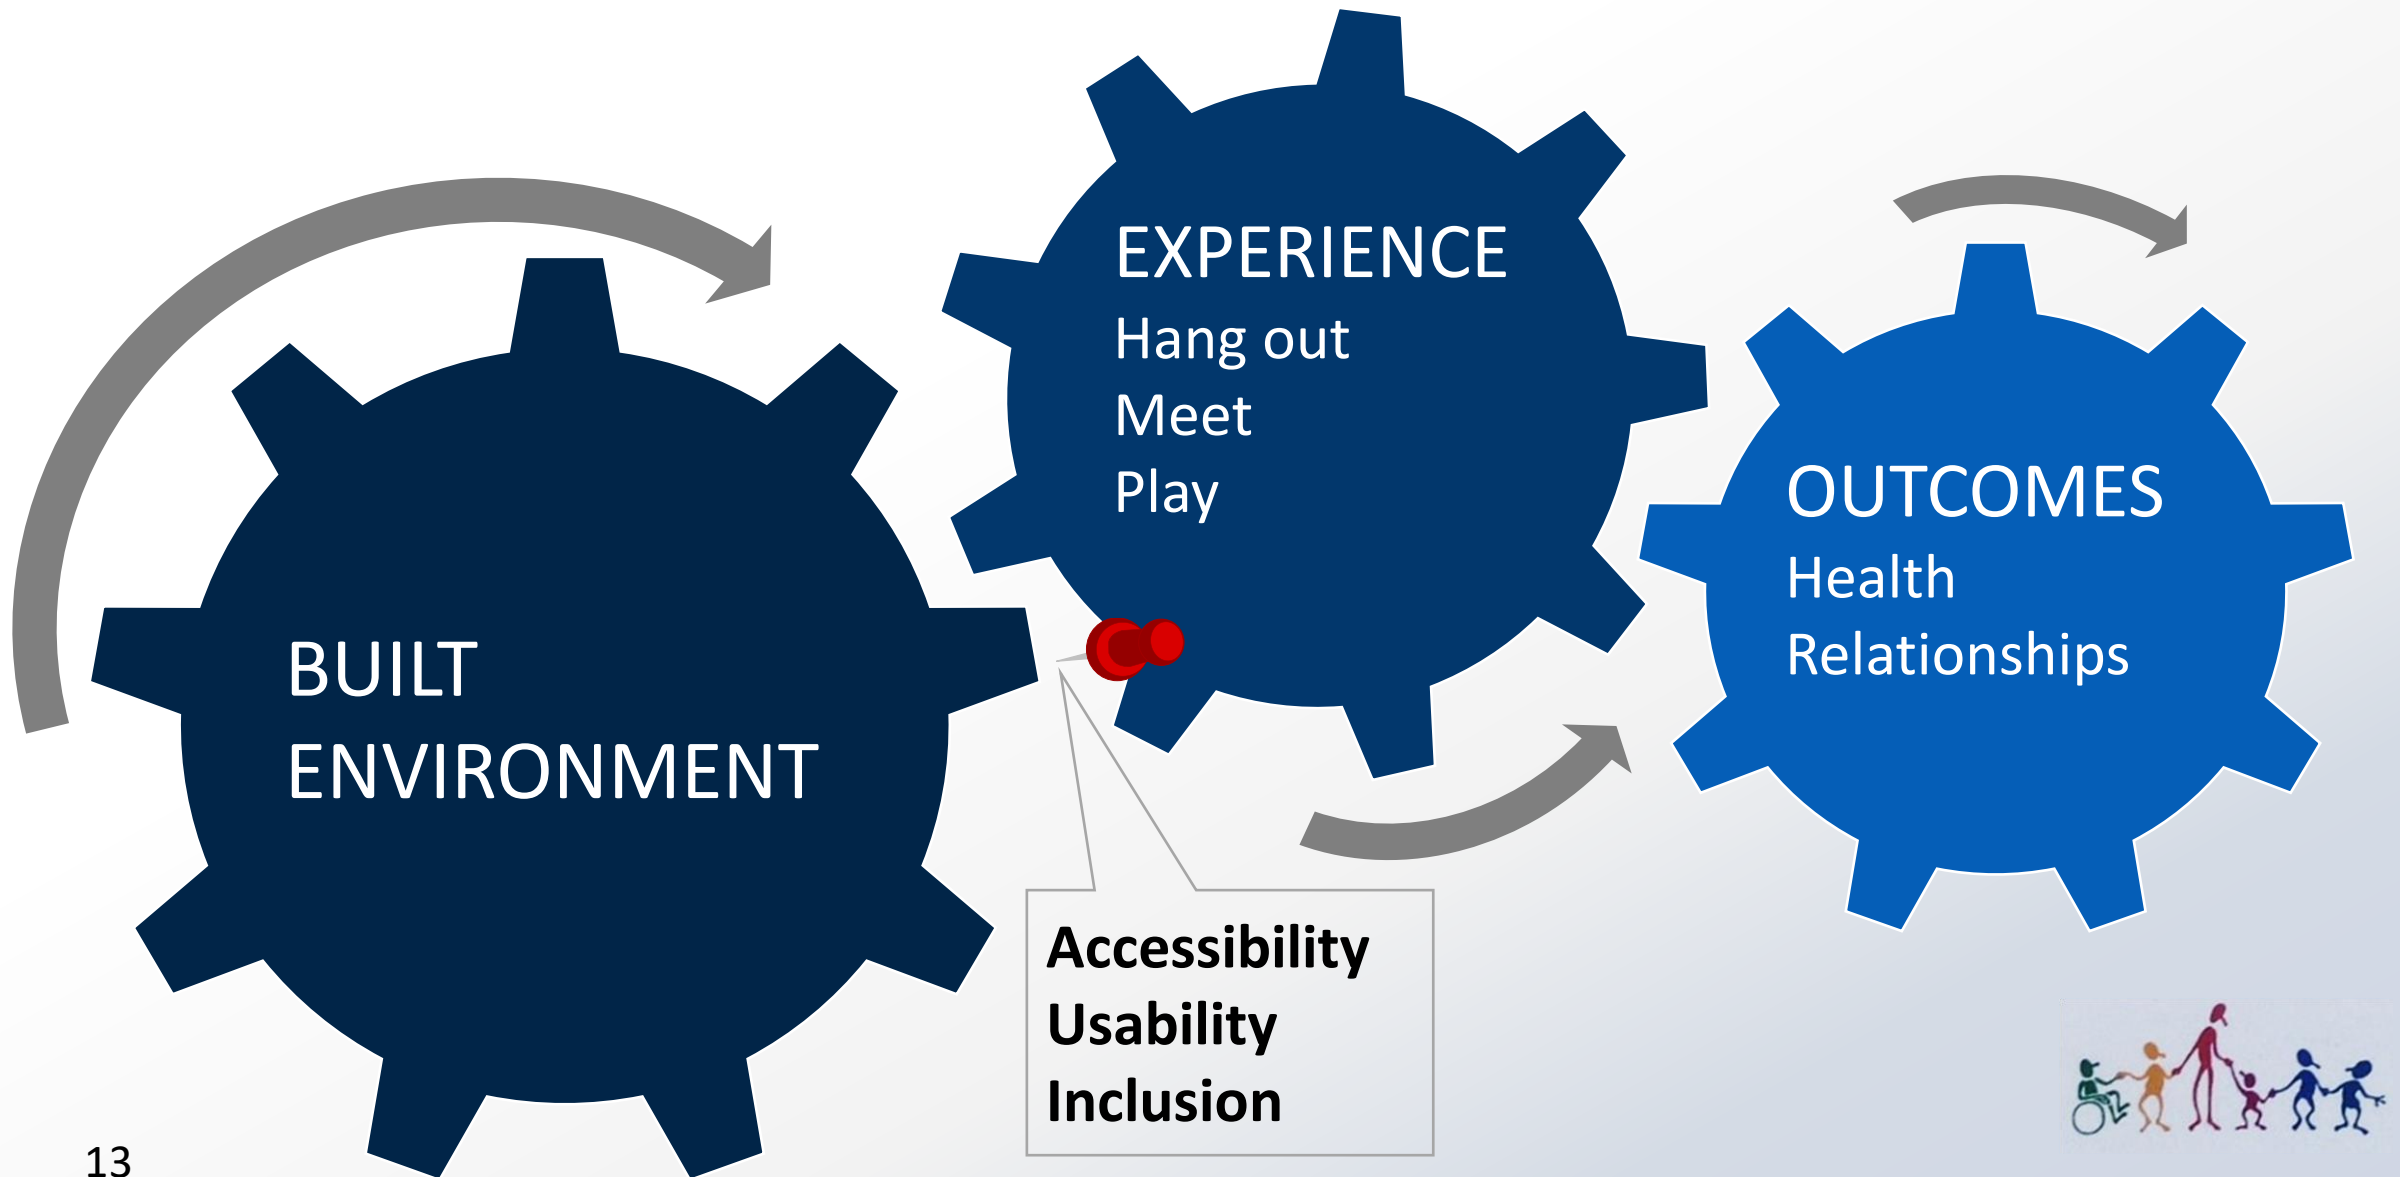 BUILT
ENVIRONMENT
EXPERIENCE
Hang out
Meet
Play
OUTCOMES
Health
Relationships
Accessibility
Usability
Inclusion
13